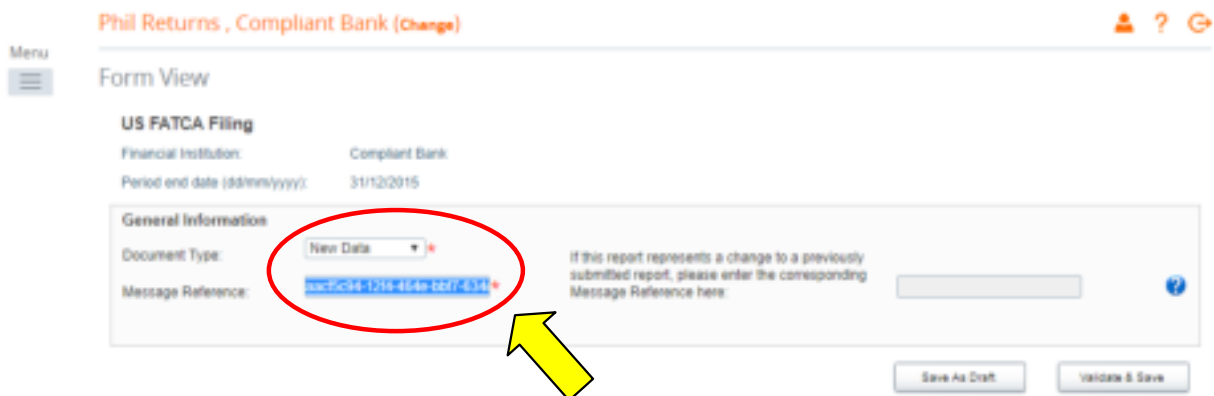 Phil Returns , Compliant Bank (Change)
?
Menu
Form View
US FATCA Filing
Financial Institution: Compliant Bank
Period end date (dd/mm/yyyy): 31/12/2015
General Information
Document Type: New Data *
Message Reference: *
If this report represents a change to a previously
submitted report, please enter the corresponding
Message Reference here:
?
Save As Draft
Validate & Save